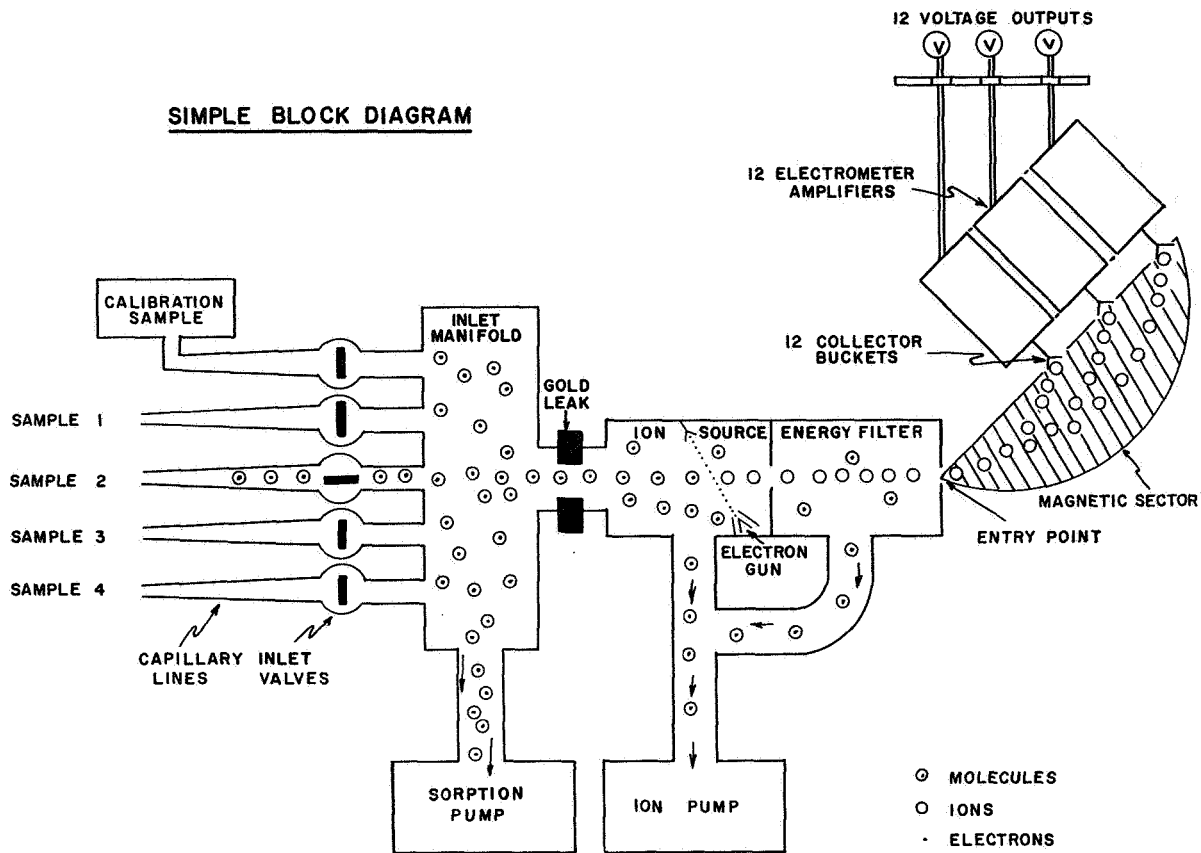 12 VOLTAGE OUTPUTS
V V V
SIMPLE BLOCK DIAGRAM
12 ELECTROMETER
AMPLIFIERS
CALIBRATION
SAMPLE
INLET
MANIFOLD
12 COLLECTOR
BUCKETS
GOLD
LEAK
SAMPLE 1
ION SOURCE ENERGY FILTER
SAMPLE 2
MAGNETIC SECTOR
ENTRY POINT
SAMPLE 3
ELECTRON
GUN
SAMPLE 4
CAPILLARY
LINES
INLET
VALVES
SORPTION
PUMP
ION PUMP
MOLECULES
IONS
ELECTRONS